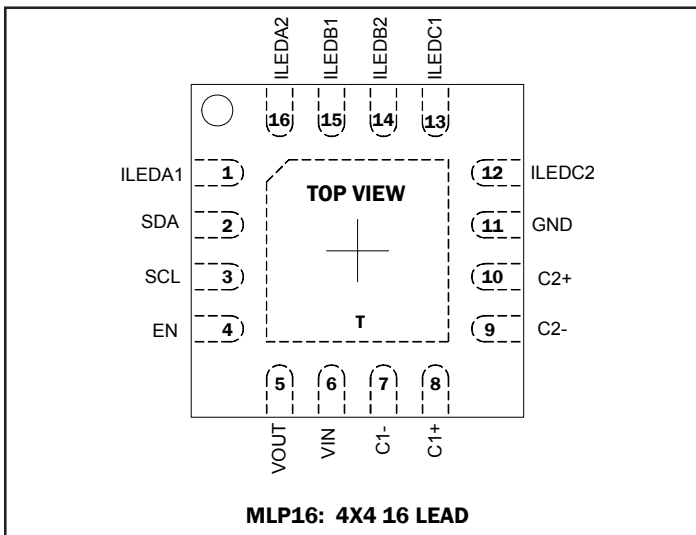 ILEDA2
ILEDB1
ILEDB2
ILEDC1
16
15
14
13
ILEDA1 1
12 ILEDC2
TOP VIEW
SDA 2
11 GND
SCL 3
10 C2+
EN 4
T
9 C2-
5
6
7
8
VOUT
VIN
C1-
C1+
MLP16: 4X4 16 LEAD